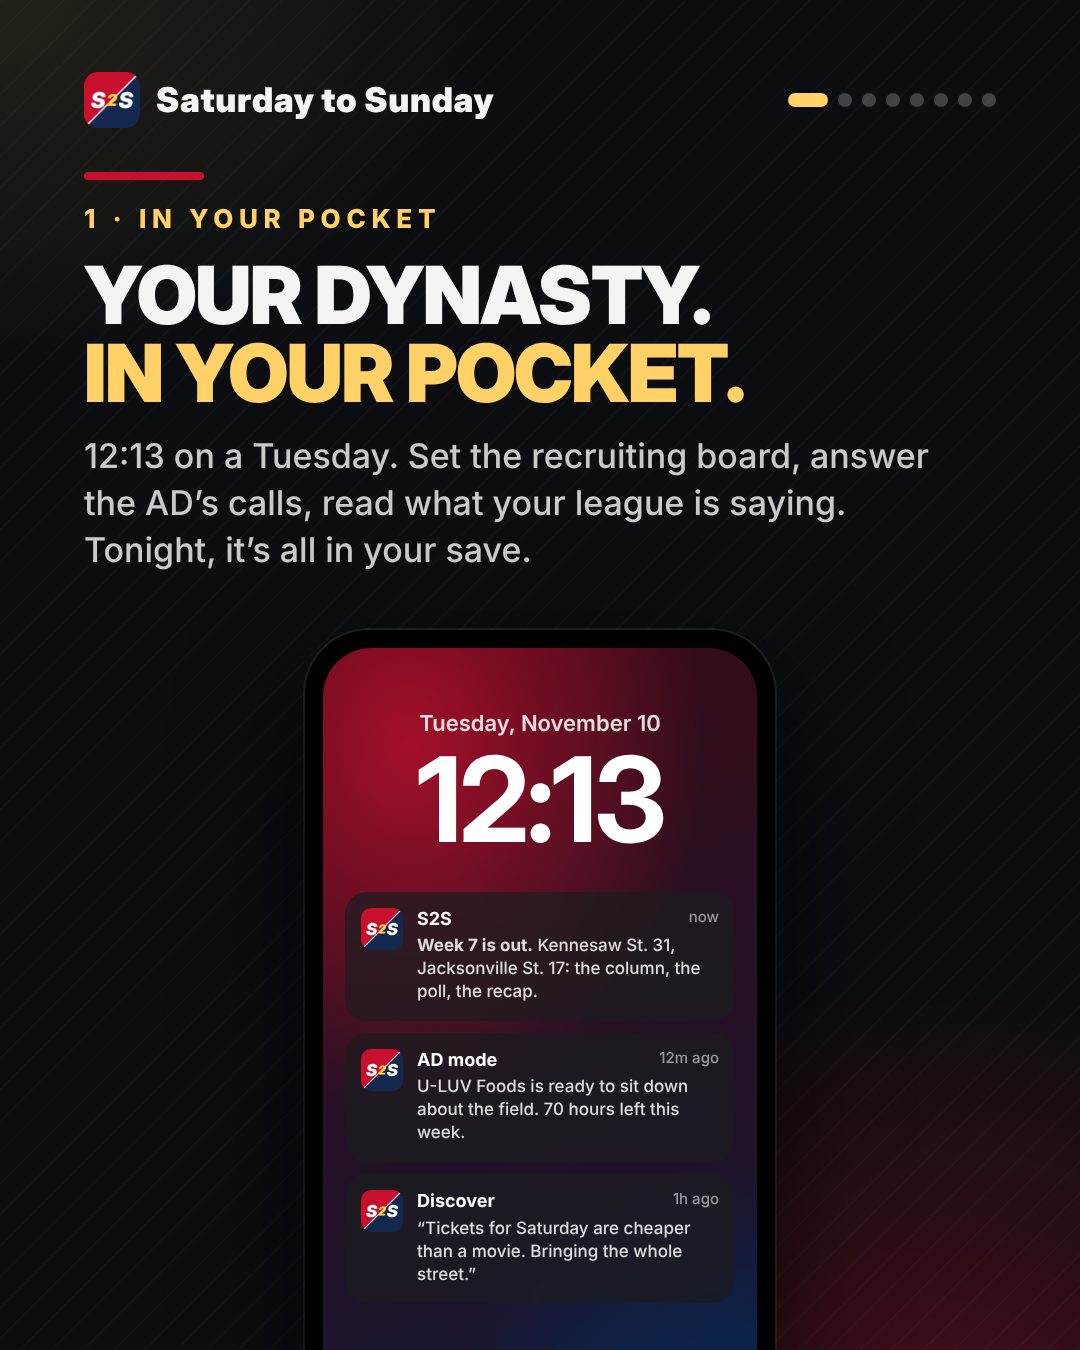 S2S Saturday to Sunday
1 · IN YOUR POCKET
YOUR DYNASTY.
IN YOUR POCKET.
12:13 on a Tuesday. Set the recruiting board, answer
the AD’s calls, read what your league is saying.
Tonight, it’s all in your save.
Tuesday, November 10
12:13
S2S S2S now
Week 7 is out. Kennesaw St. 31,
Jacksonville St. 17: the column, the
poll, the recap.
S2S AD mode 12m ago
U-LUV Foods is ready to sit down
about the field. 70 hours left this
week.
S2S Discover 1h ago
“Tickets for Saturday are cheaper
than a movie. Bringing the whole
street.”